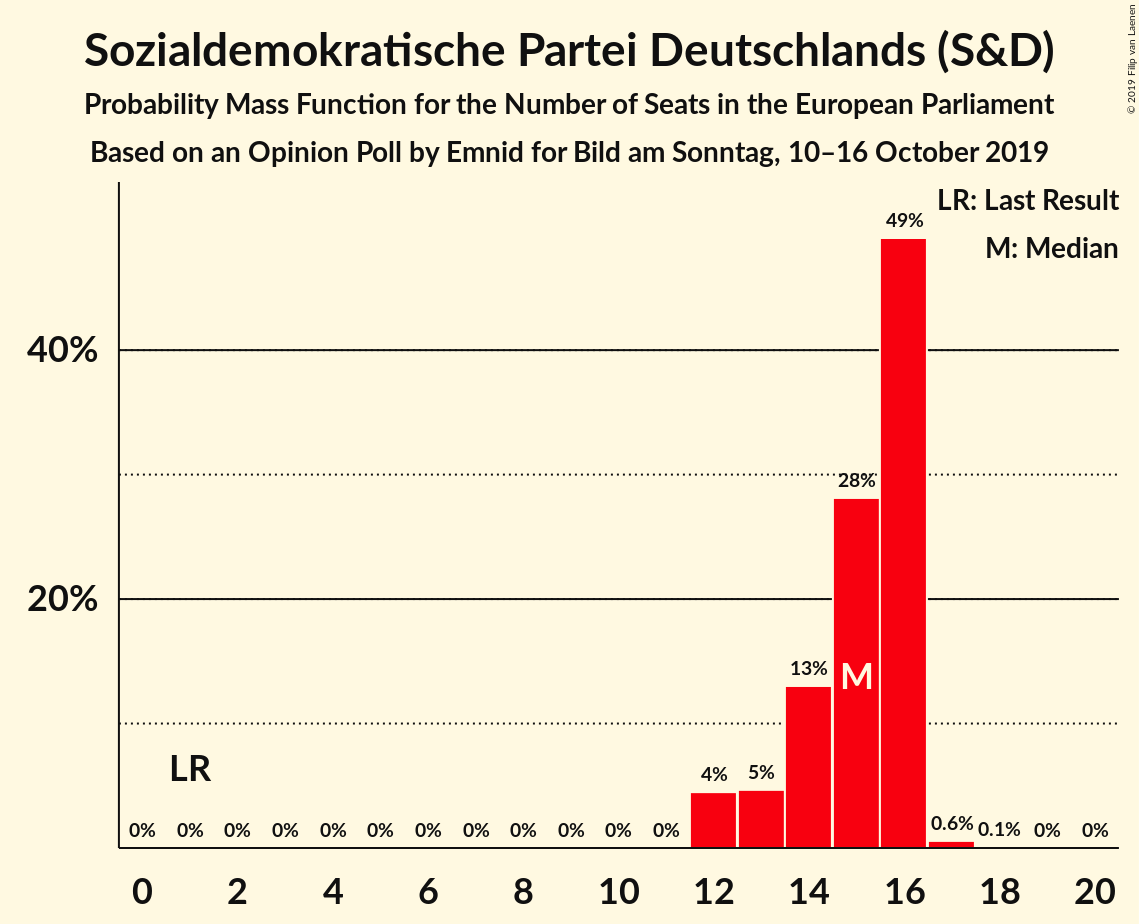 Sozialdemokratische Partei Deutschlands (S&D)
Probability Mass Function for the Number of Seats in the European Parliament
Based on an Opinion Poll by Emnid for Bild am Sonntag, 10–16 October 2019
© 2019 Filip van Laenen
LR: Last Result
M: Median
49%
40%
28%
20%
13%
M
LR
4%
5%
0% 0% 0% 0% 0% 0% 0% 0% 0% 0% 0% 0% 0.6% 0.1% 0% 0%
0 2 4 6 8 10 12 14 16 18 20